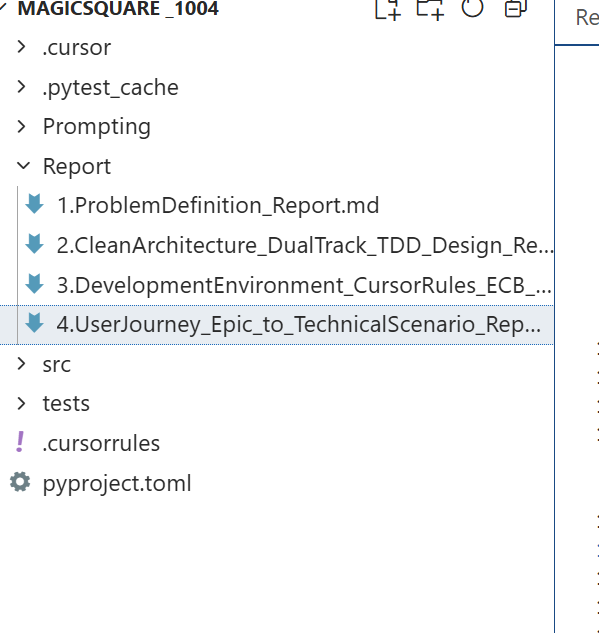 MAGICSQUARE _1004
Re
.cursor
.pytest_cache
Prompting
Report
1.ProblemDefinition_Report.md
2.CleanArchitecture_DualTrack_TDD_Design_Re...
3.DevelopmentEnvironment_CursorRules_ECB_...
4.UserJourney_Epic_to_TechnicalScenario_Rep...
src
tests
.cursorrules
pyproject.toml